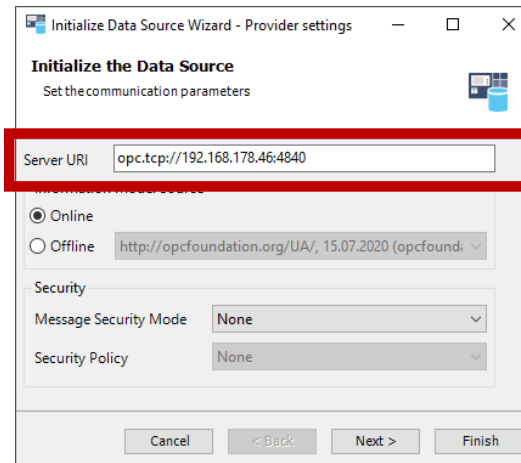 Initialize Data Source Wizard - Provider settings
Initialize the Data Source
Set the communication parameters
Server URI opc.tcp://192.168.178.46:4840
Online
Offline http://opcfoundation.org/UA/, 15.07.2020 (opcfound
Security
Message Security Mode None
Security Policy None
Cancel < Back Next > Finish